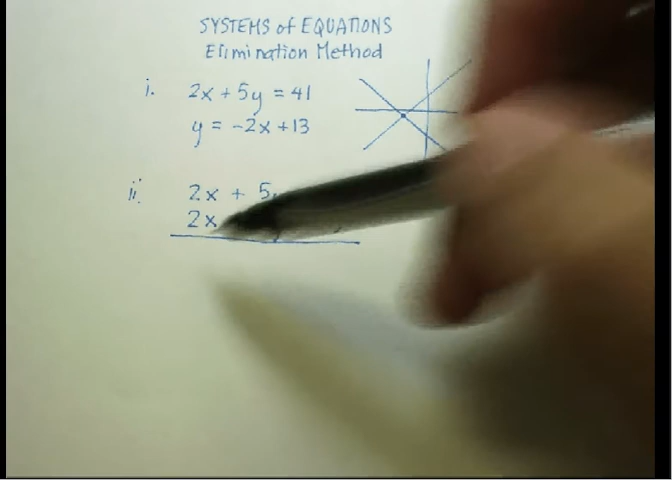 SYSTEMS of EQUATIONS
Elimination Method
i. 2x + 5y = 41
y = -2x + 13
ii. 2x + 5
2x